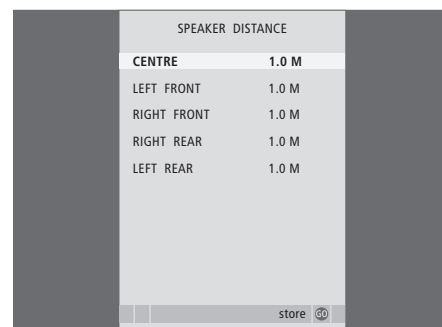 SPEAKER DISTANCE
CENTRE 1.0 M
LEFT FRONT 1.0 M
RIGHT FRONT 1.0 M
RIGHT REAR 1.0 M
LEFT REAR 1.0 M
store GO